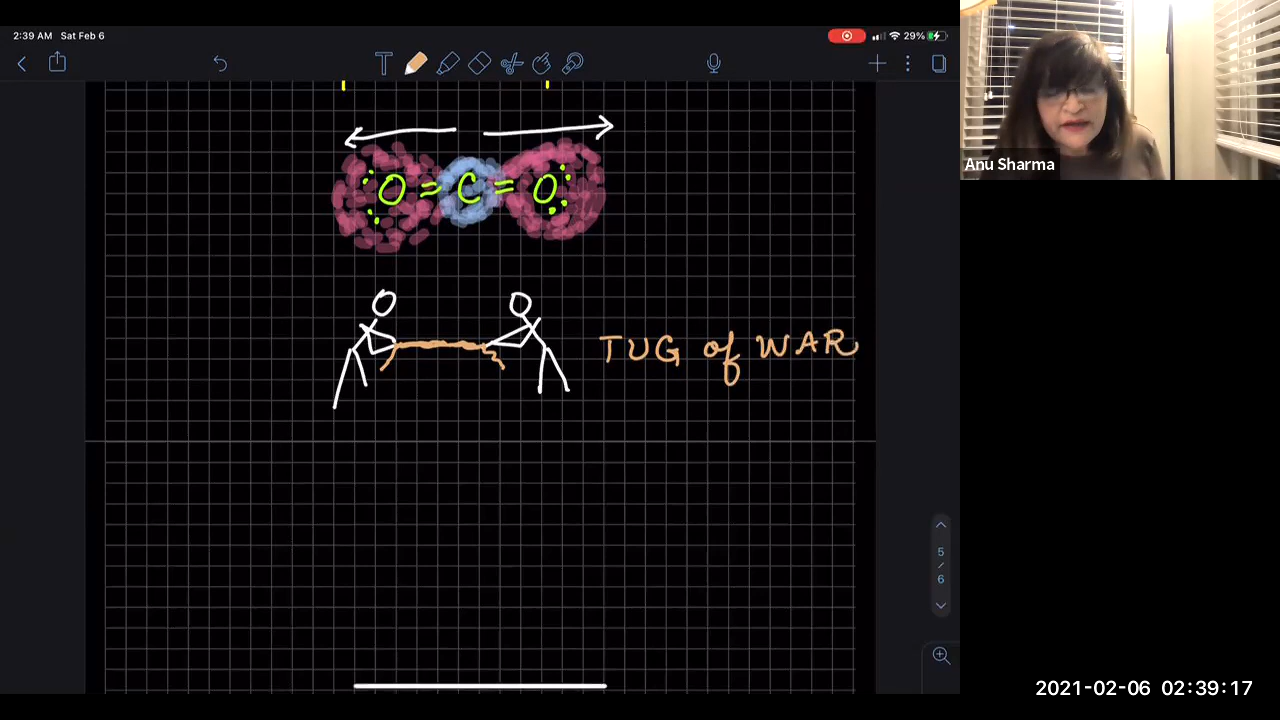 2:39 AM Sat Feb 6
29%
T
Anu Sharma
:O = C = O:
TUG of WAR
5
/
6
2021-02-06 02:39:17